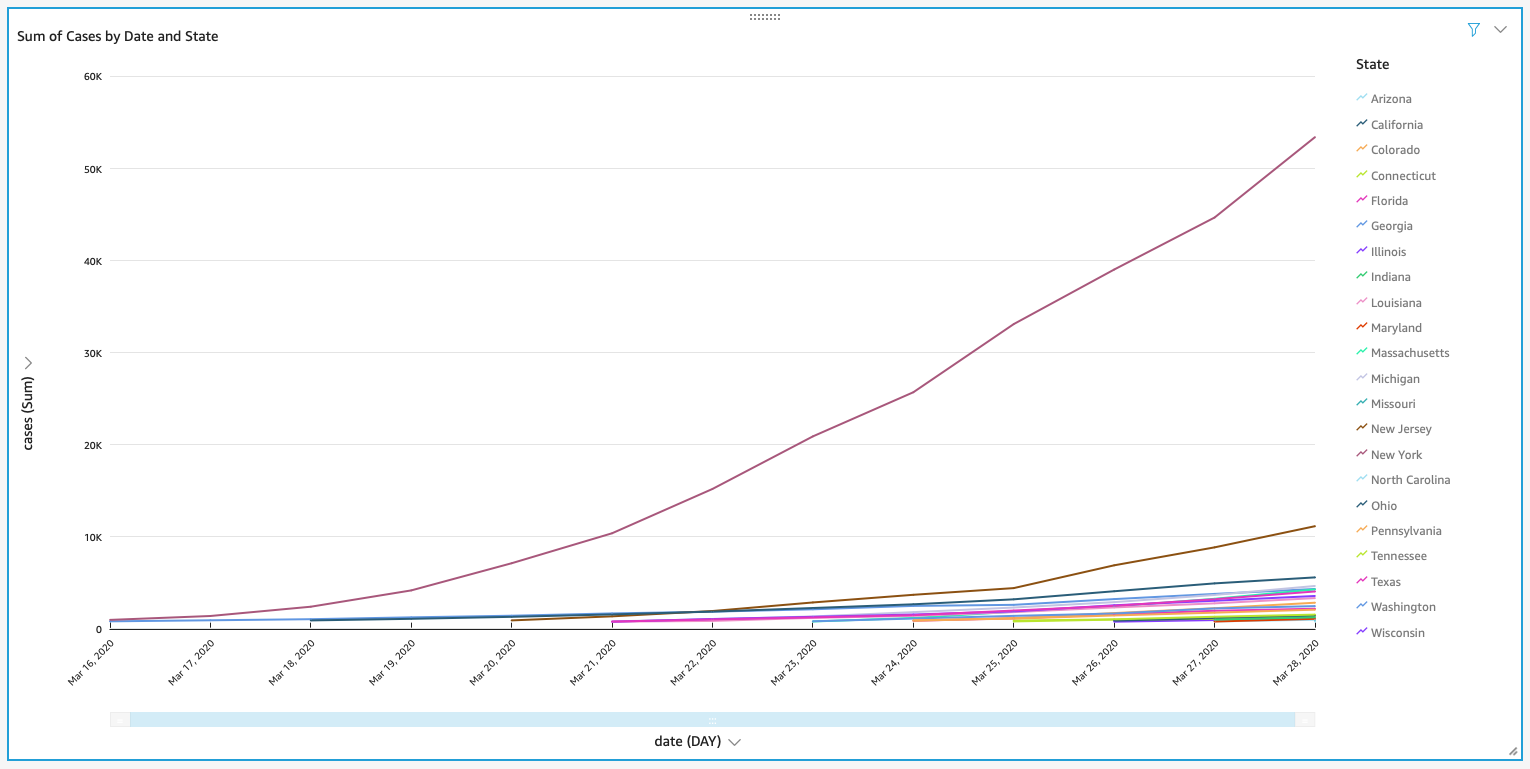 Sum of Cases by Date and State
State
Arizona
California
Colorado
Connecticut
Florida
Georgia
Illinois
Indiana
Louisiana
Maryland
Massachusetts
Michigan
Missouri
New Jersey
New York
North Carolina
Ohio
Pennsylvania
Tennessee
Texas
Washington
Wisconsin
60K
50K
40K
30K
20K
10K
0
cases (Sum)
Mar 16, 2020
Mar 17, 2020
Mar 18, 2020
Mar 19, 2020
Mar 20, 2020
Mar 21, 2020
Mar 22, 2020
Mar 23, 2020
Mar 24, 2020
Mar 25, 2020
Mar 26, 2020
Mar 27, 2020
Mar 28, 2020
date (DAY)